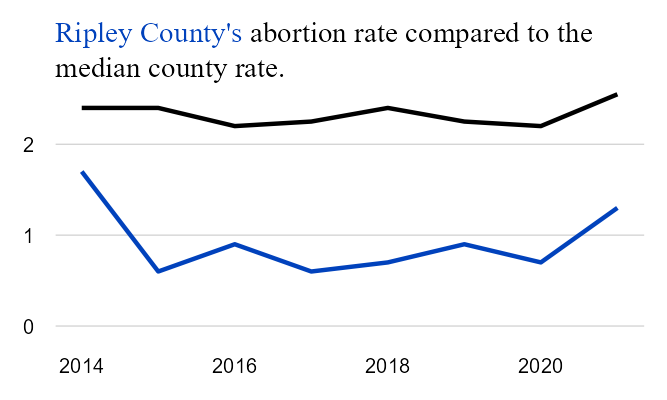 Ripley County's abortion rate compared to the
median county rate.
2
1
0
2014 2016 2018 2020